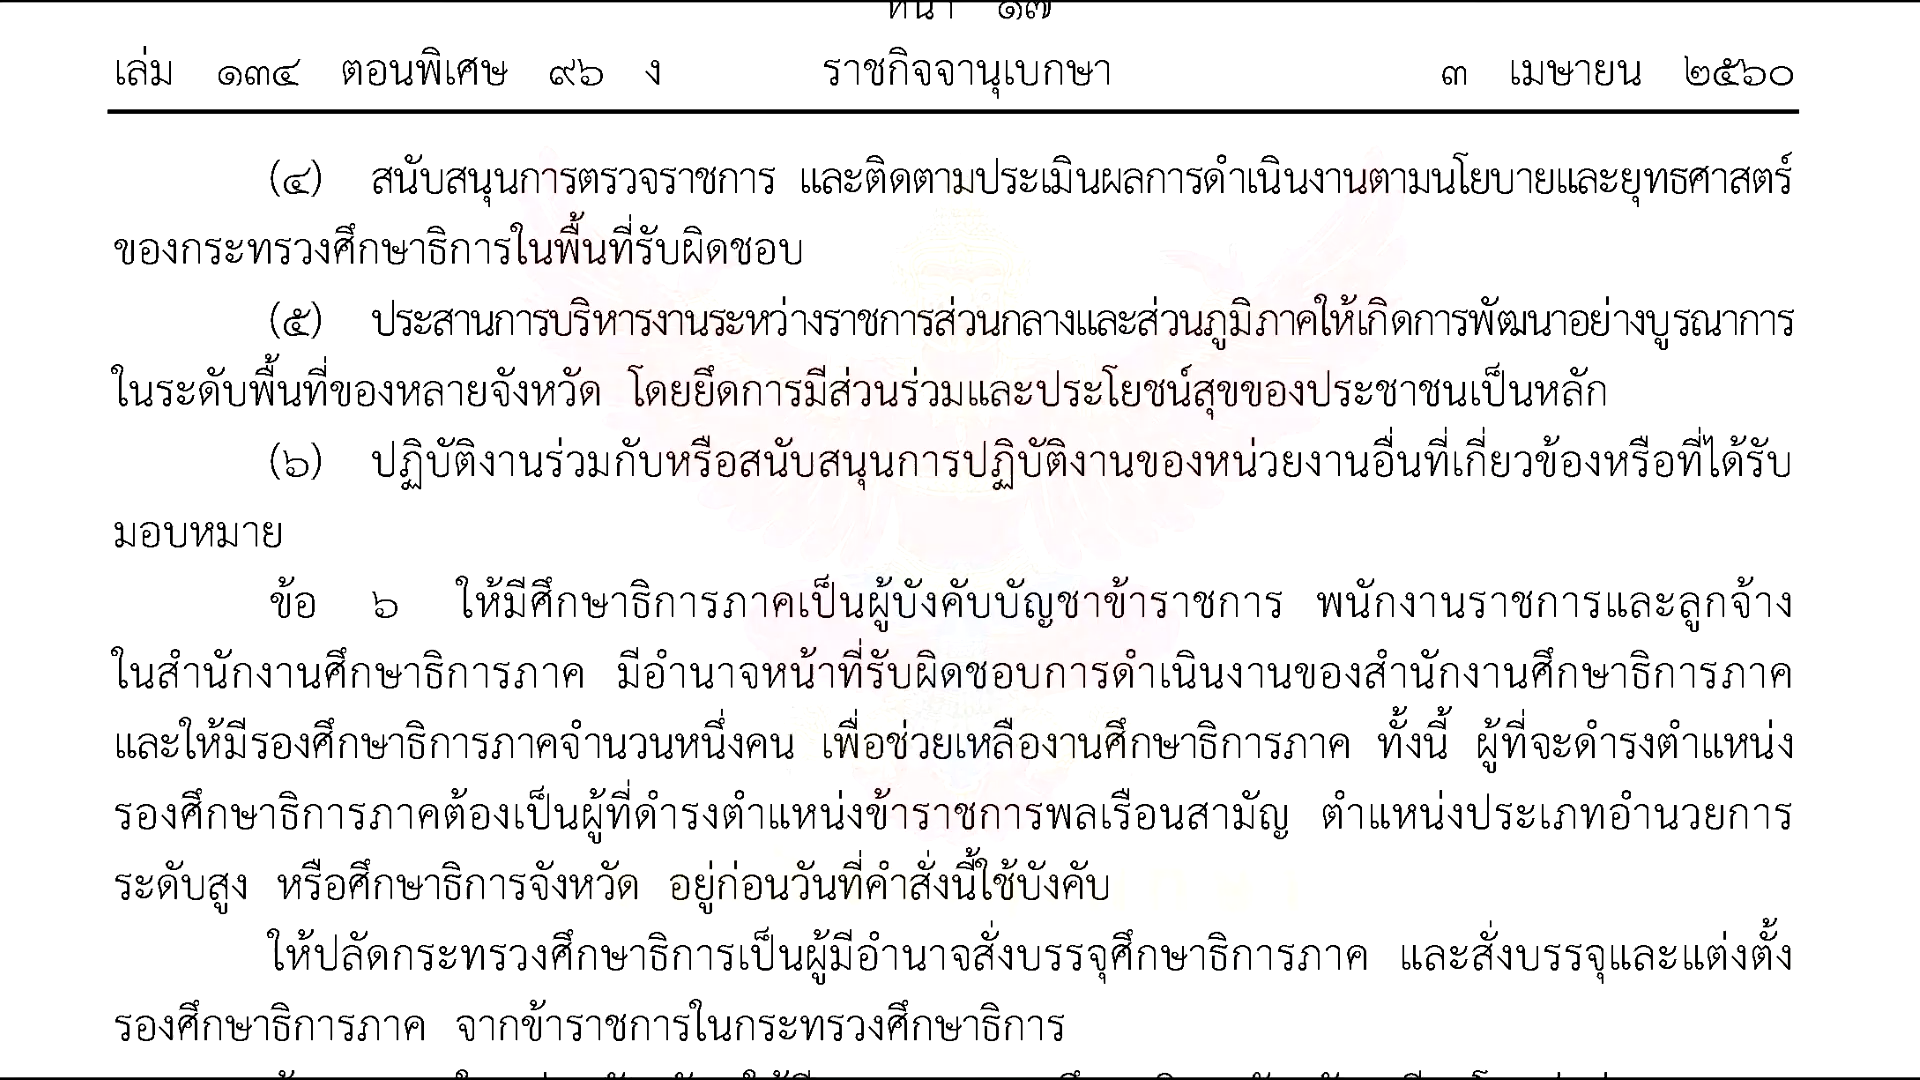 หน้า ๑๗
เล่ม ๑๓๔ ตอนพิเศษ ๙๖ ง ราชกิจจานุเบกษา ๓ เมษายน ๒๕๖๐
(๔) สนับสนุนการตรวจราชการ และติดตามประเมินผลการดำเนินงานตามนโยบายและยุทธศาสตร์
ของกระทรวงศึกษาธิการในพื้นที่รับผิดชอบ
(๕) ประสานการบริหารงานระหว่างราชการส่วนกลางและส่วนภูมิภาคให้เกิดการพัฒนาอย่างบูรณาการ
ในระดับพื้นที่ของหลายจังหวัด โดยยึดการมีส่วนร่วมและประโยชน์สุขของประชาชนเป็นหลัก
(๖) ปฏิบัติงานร่วมกับหรือสนับสนุนการปฏิบัติงานของหน่วยงานอื่นที่เกี่ยวข้องหรือที่ได้รับ
มอบหมาย
ข้อ ๖ ให้มีศึกษาธิการภาคเป็นผู้บังคับบัญชาข้าราชการ พนักงานราชการและลูกจ้าง
ในสำนักงานศึกษาธิการภาค มีอำนาจหน้าที่รับผิดชอบการดำเนินงานของสำนักงานศึกษาธิการภาค
และให้มีรองศึกษาธิการภาคจำนวนหนึ่งคน เพื่อช่วยเหลืองานศึกษาธิการภาค ทั้งนี้ ผู้ที่จะดำรงตำแหน่ง
รองศึกษาธิการภาคต้องเป็นผู้ที่ดำรงตำแหน่งข้าราชการพลเรือนสามัญ ตำแหน่งประเภทอำนวยการ
ระดับสูง หรือศึกษาธิการจังหวัด อยู่ก่อนวันที่คำสั่งนี้ใช้บังคับ
ให้ปลัดกระทรวงศึกษาธิการเป็นผู้มีอำนาจสั่งบรรจุศึกษาธิการภาค และสั่งบรรจุและแต่งตั้ง
รองศึกษาธิการภาค จากข้าราชการในกระทรวงศึกษาธิการ